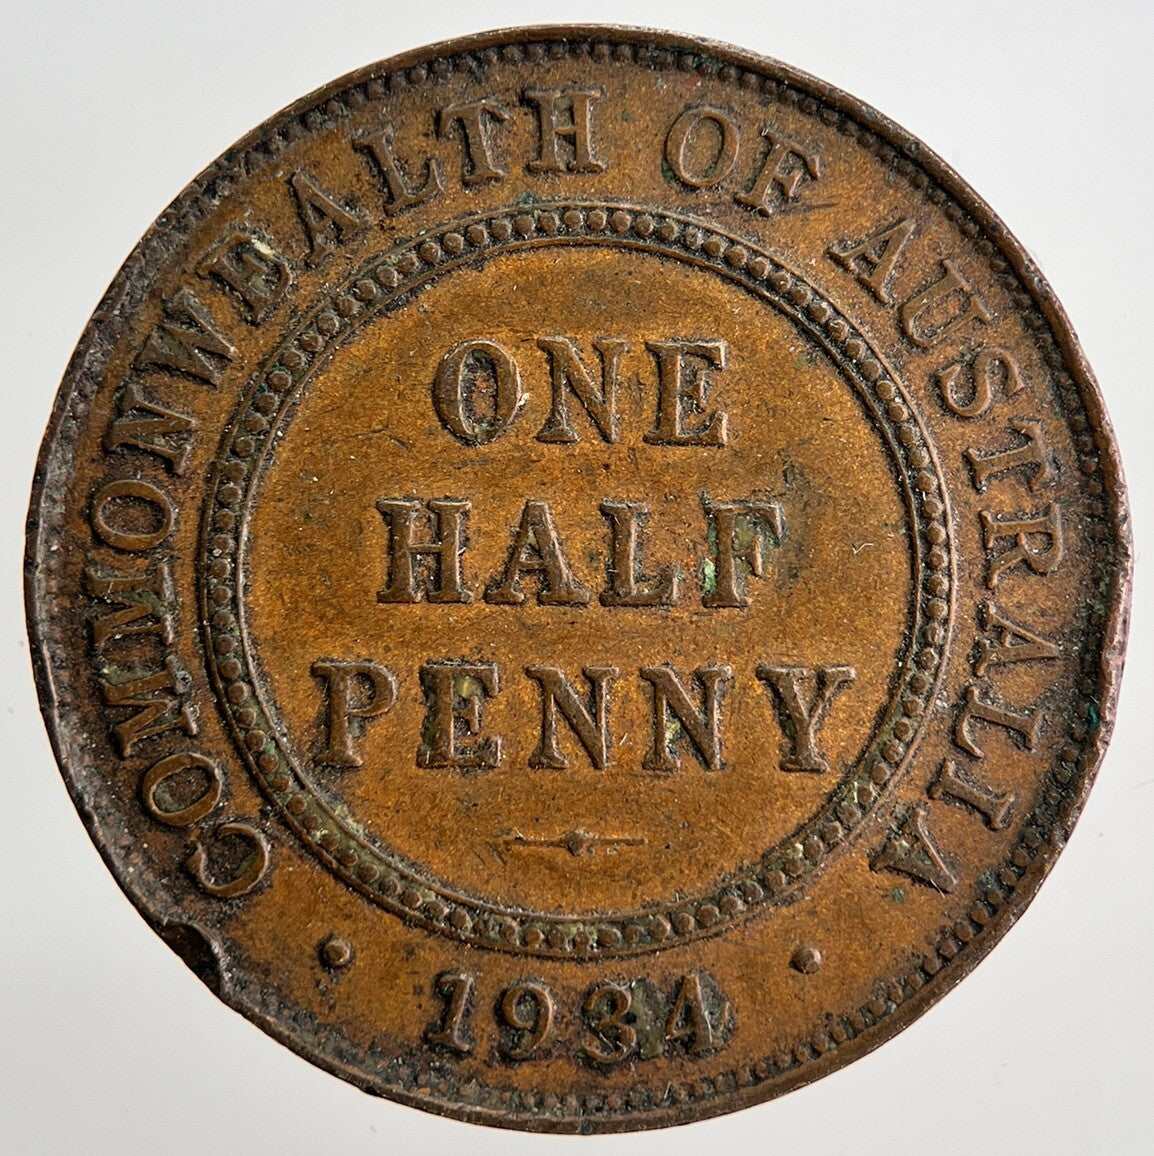 COMMONWEALTH OF AUSTRALIA
ONE
HALF
PENNY
· 1934 ·